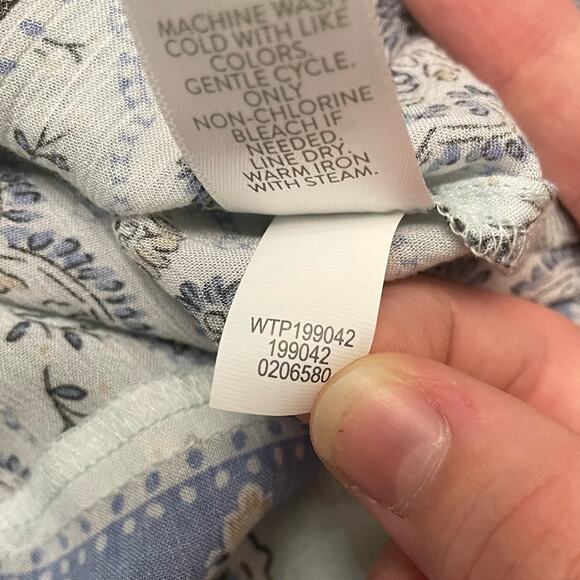 MACHINE WASH
COLD WITH LIKE
COLORS.
GENTLE CYCLE.
ONLY
NON-CHLORINE
BLEACH IF
NEEDED.
LINE DRY.
WARM IRON
WITH STEAM.
WTP199042
199042
0206580